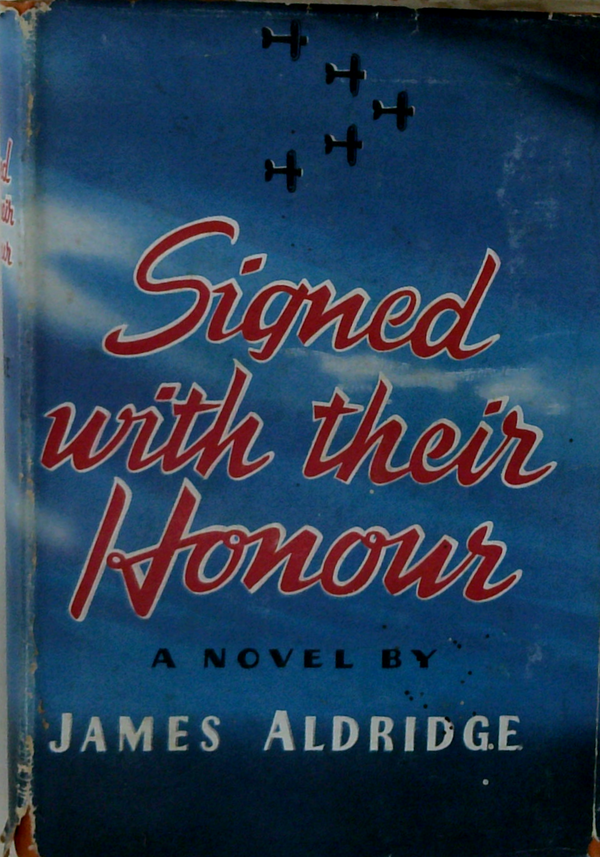 Signed
with their
Honour
A NOVEL BY
JAMES ALDRIDGE